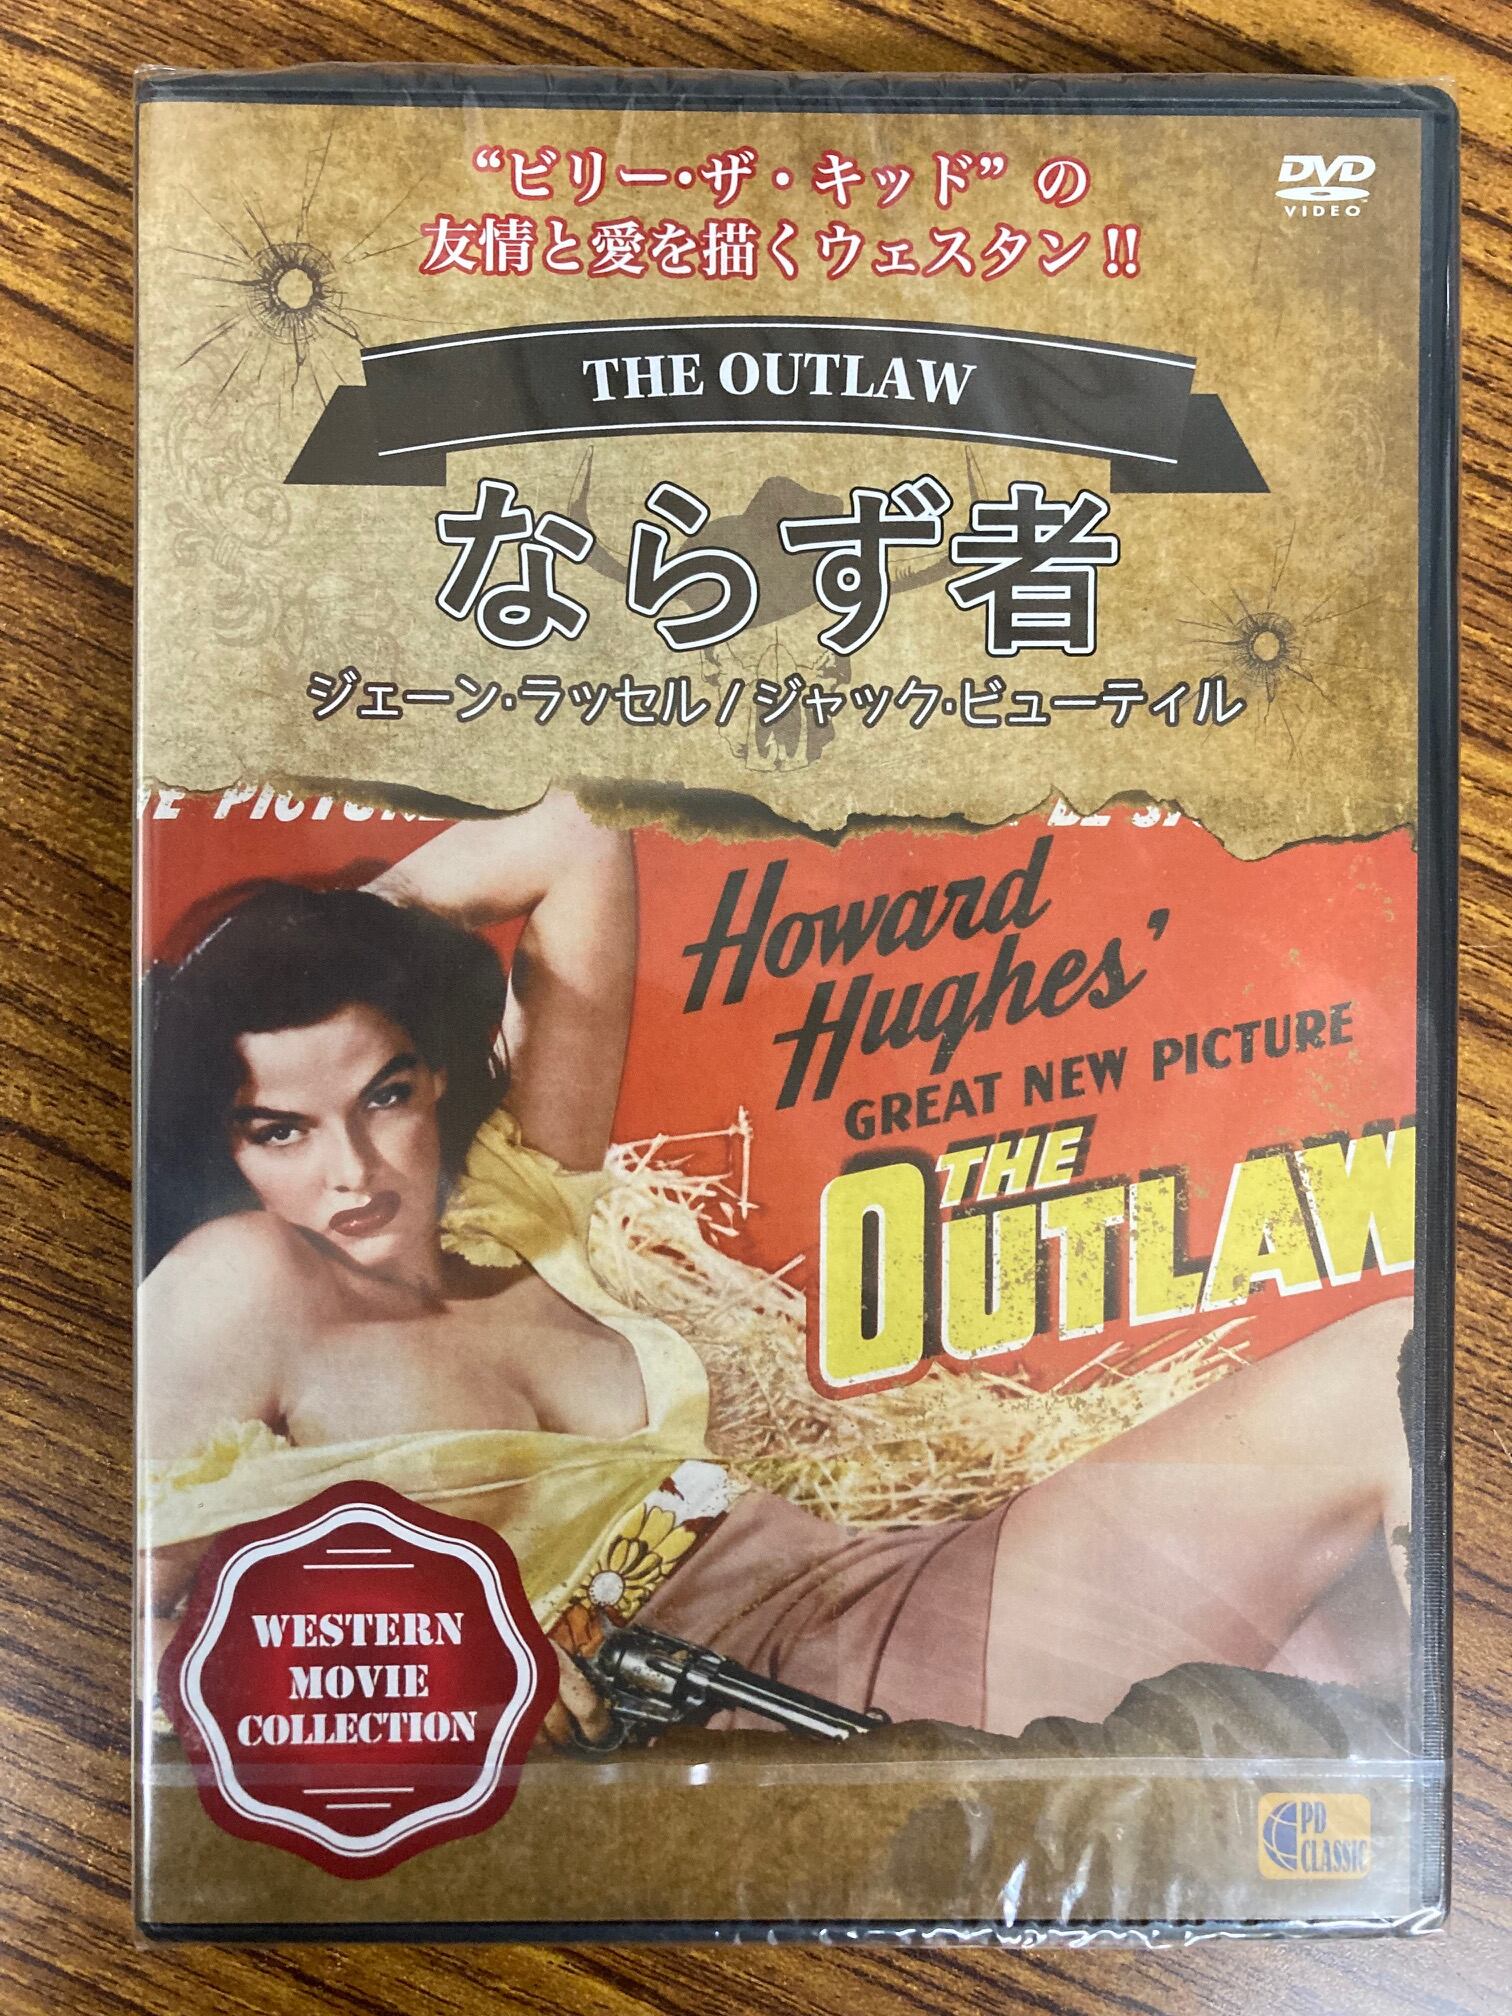 “ビリー・ザ・キッド”の
友情と愛を描くウェスタン!!
DVD
VIDEO
THE OUTLAW
ならず者
ジェーン・ラッセル/ジャック・ビューティル
PICTURE
Howard
Hughes'
GREAT NEW PICTURE
THE
OUTLAW
WESTERN
MOVIE
COLLECTION
PD
CLASSIC